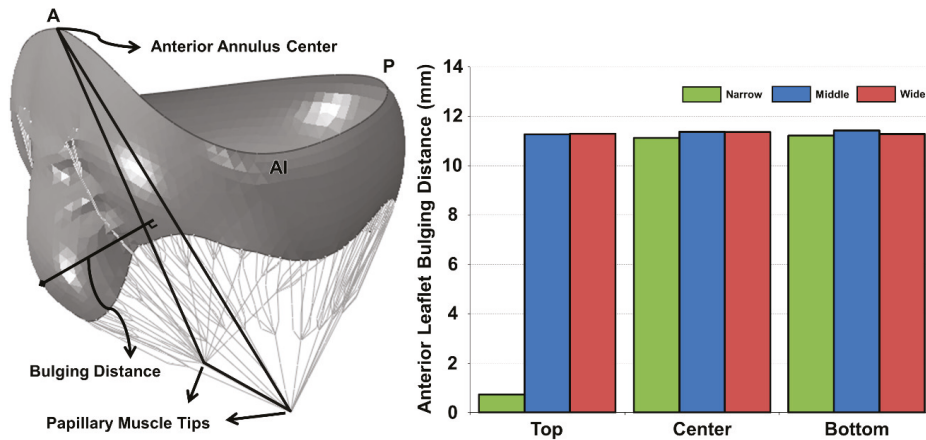 A
Anterior Annulus Center
P
Al
Bulging Distance
Papillary Muscle Tips
Anterior Leaflet Bulging Distance (mm)
14
12
10
8
6
4
2
0
Narrow Middle Wide
Top Center Bottom